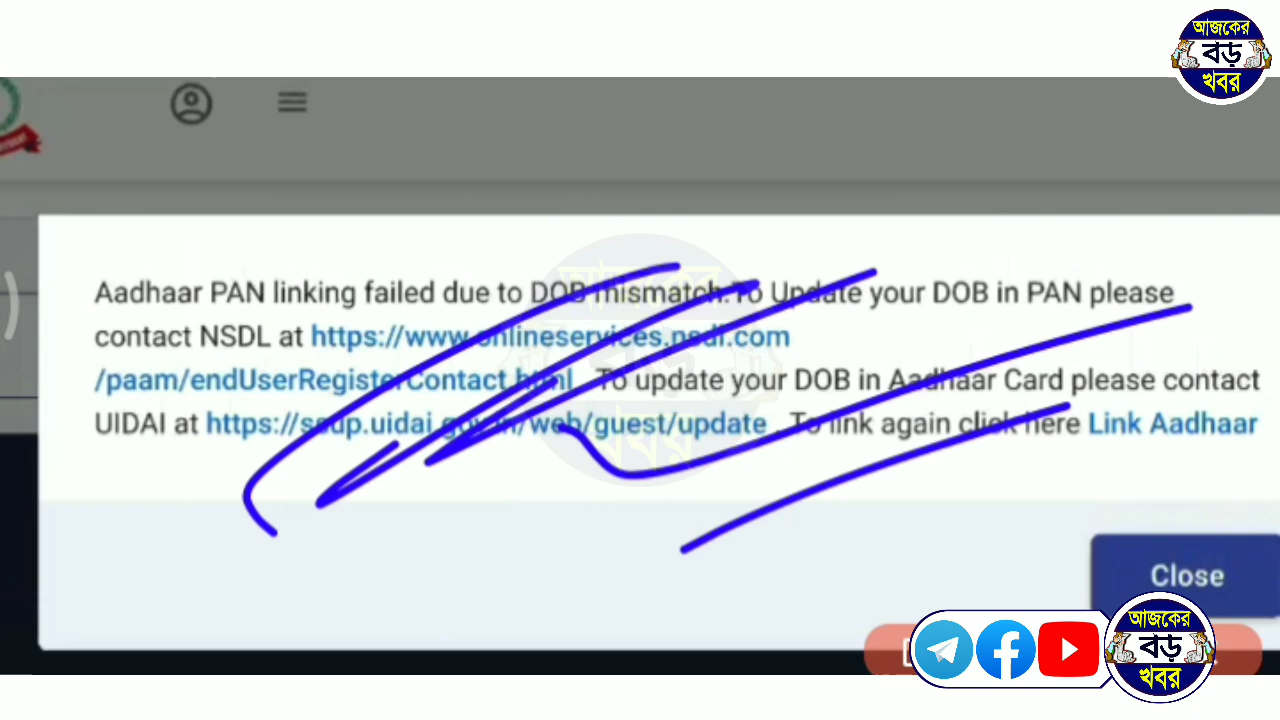 আজকের
বড়
খবর
Aadhaar PAN linking failed due to DOB mismatch.To Update your DOB in PAN please
contact NSDL at https://www.onlineservices.nsdl.com
/paam/endUserRegisterContact.html . To update your DOB in Aadhaar Card please contact
UIDAI at https://ssup.uidai.gov.in/web/guest/update . To link again click here Link Aadhaar
আজকের
খবর
Close
আজকের
বড়
খবর